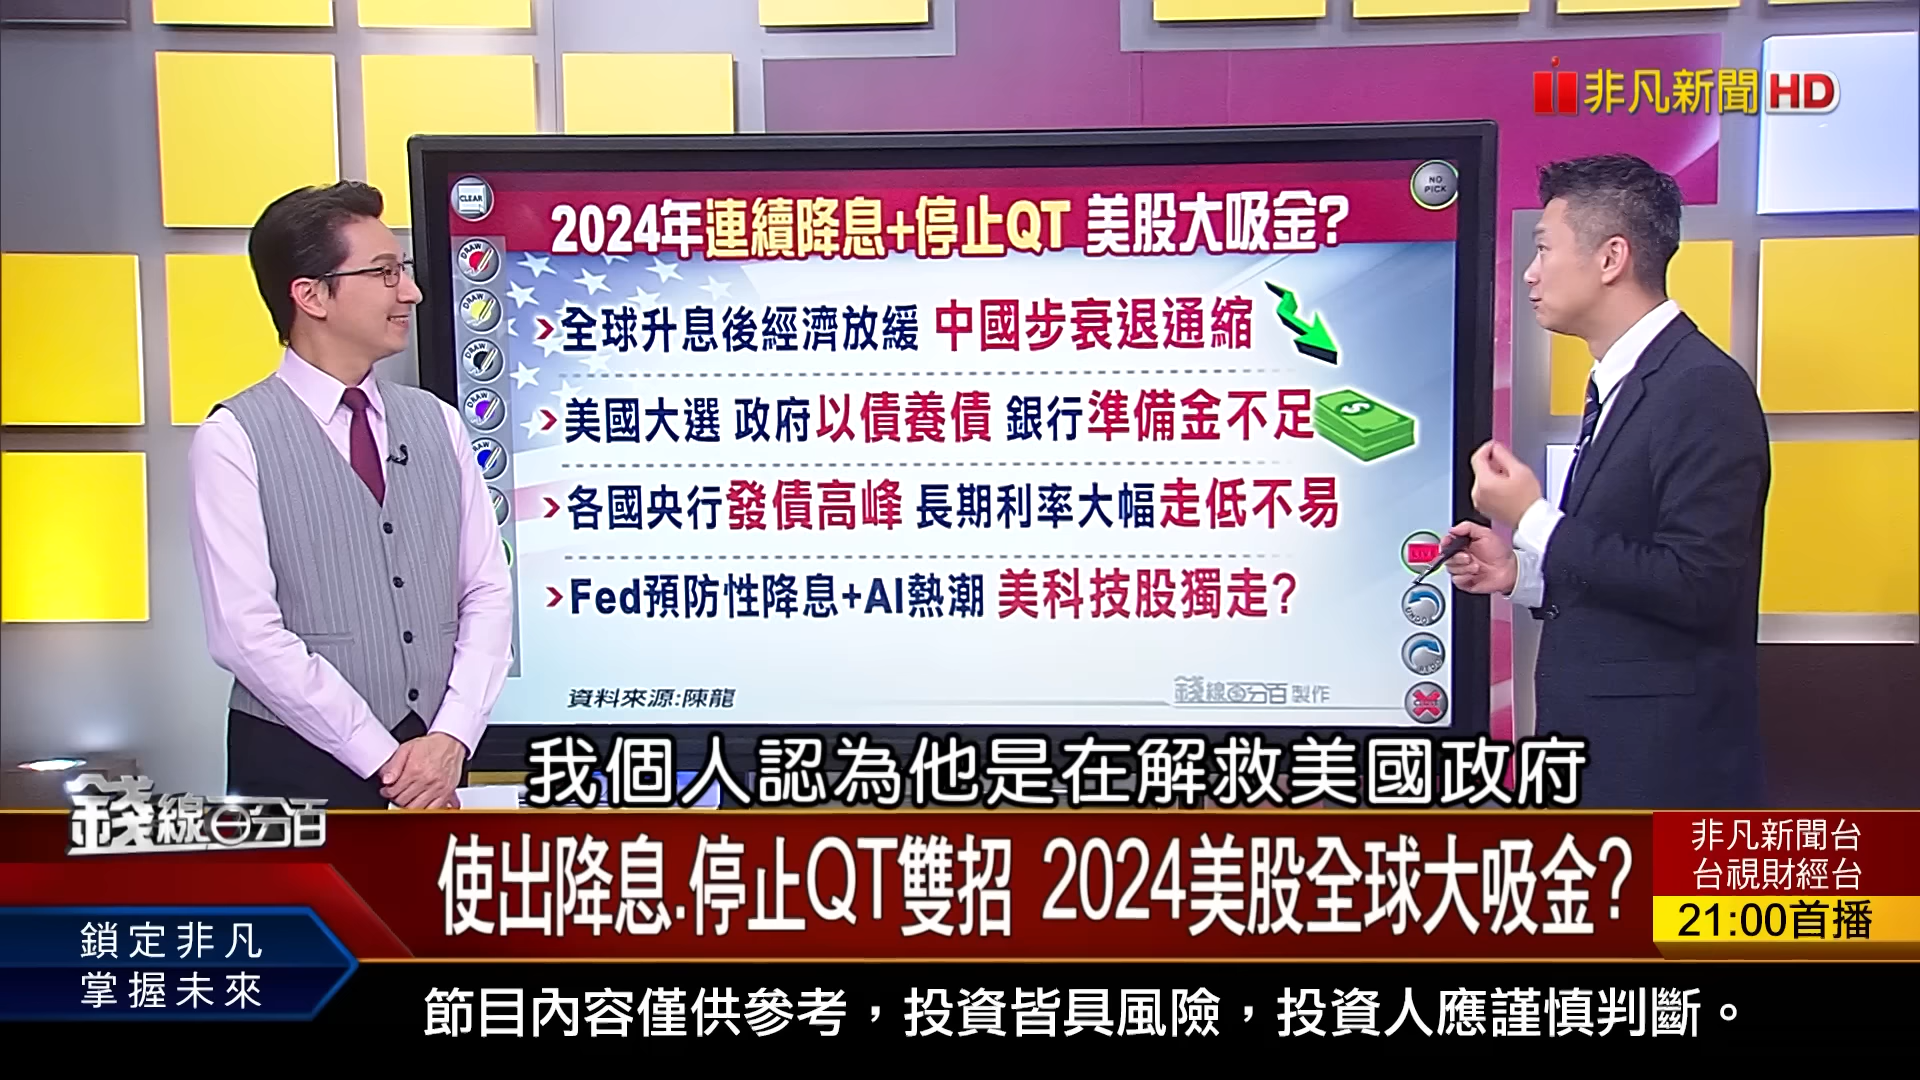 非凡新聞HD
CLEAR
NO PICK
2024年連續降息+停止QT 美股大吸金?
DRAW
DRAW
DRAW
DRAW
DRAW
>全球升息後經濟放緩 中國步衰退通縮
>美國大選 政府以債養債 銀行準備金不足
>各國央行發債高峰 長期利率大幅走低不易
>Fed預防性降息+AI熱潮 美科技股獨走?
UNDO
REDO
資料來源:陳龍
錢線百分百 製作
我個人認為他是在解救美國政府
錢線百分百
使出降息.停止QT雙招 2024美股全球大吸金?
非凡新聞台
台視財經台
21:00首播
鎖定非凡
掌握未來
節目內容僅供參考，投資皆具風險，投資人應謹慎判斷。